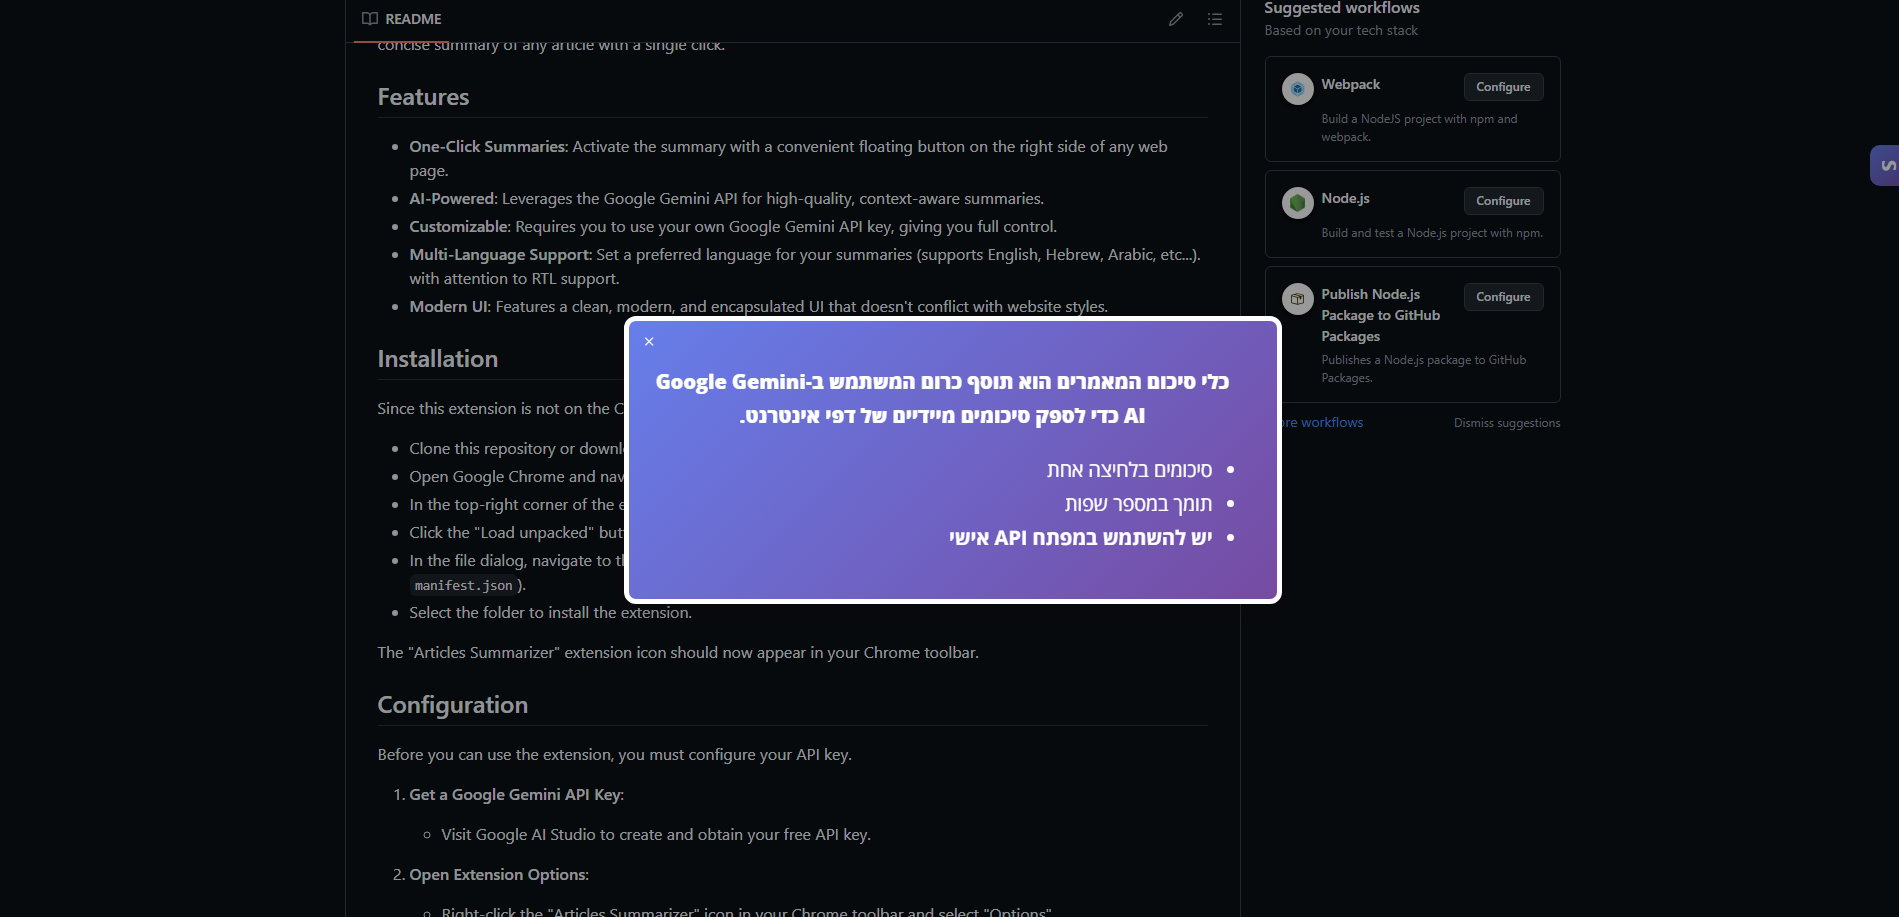 README
concise summary of any article with a single click.
Features
One-Click Summaries: Activate the summary with a convenient floating button on the right side of any web
page.
AI-Powered: Leverages the Google Gemini API for high-quality, context-aware summaries.
Customizable: Requires you to use your own Google Gemini API key, giving you full control.
Multi-Language Support: Set a preferred language for your summaries (supports English, Hebrew, Arabic, etc...).
with attention to RTL support.
Modern UI: Features a clean, modern, and encapsulated UI that doesn't conflict with website styles.
Installation
Since this extension is not on the C
Clone this repository or downl
Open Google Chrome and nav
In the top-right corner of the e
Click the "Load unpacked" but
In the file dialog, navigate to t
manifest.json).
Select the folder to install the extension.
The "Articles Summarizer" extension icon should now appear in your Chrome toolbar.
Configuration
Before you can use the extension, you must configure your API key.
1. Get a Google Gemini API Key:
Visit Google AI Studio to create and obtain your free API key.
2. Open Extension Options:
Right-click the "Articles Summarizer" icon in your Chrome toolbar and select "Options".
כלי סיכום המאמרים הוא תוסף כרום המשתמש ב-Google Gemini
AI כדי לספק סיכומים מיידיים של דפי אינטרנט.
סיכומים בלחיצה אחת
תומך במספר שפות
יש להשתמש במפתח API אישי
Suggested workflows
Based on your tech stack
Webpack
Configure
Build a NodeJS project with npm and
webpack.
Node.js
Configure
Build and test a Node.js project with npm.
Publish Node.js
Package to GitHub
Packages
Configure
Publishes a Node.js package to GitHub
Packages.
ore workflows
Dismiss suggestions
S